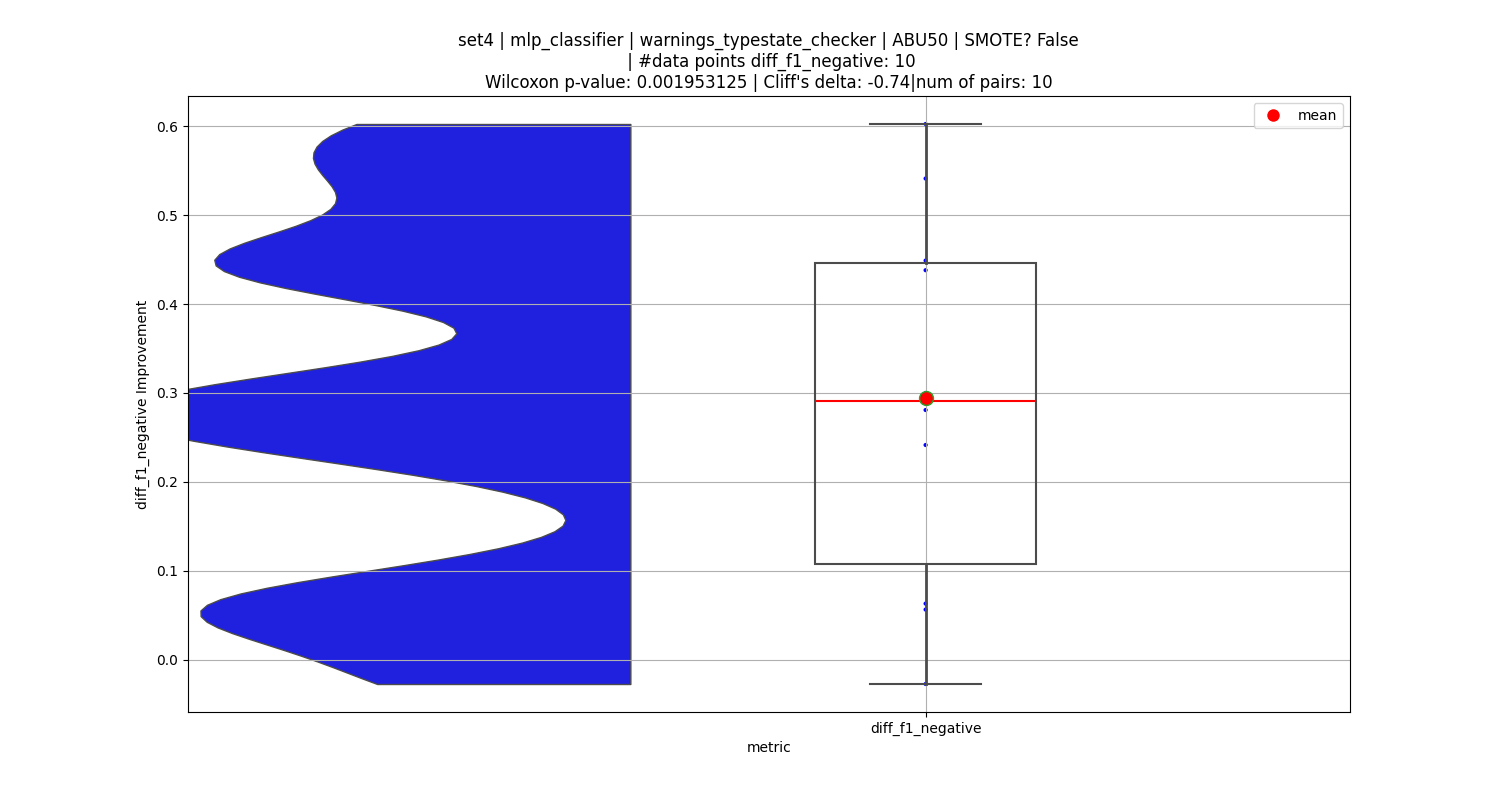 set4 | mlp_classifier | warnings_typestate_checker | ABU50 | SMOTE? False
| #data points diff_f1_negative: 10
Wilcoxon p-value: 0.001953125 | Cliff's delta: -0.74|num of pairs: 10
mean
0.6
0.5
0.4
0.3
0.2
0.1
0.0
diff_f1_negative Improvement
diff_f1_negative
metric